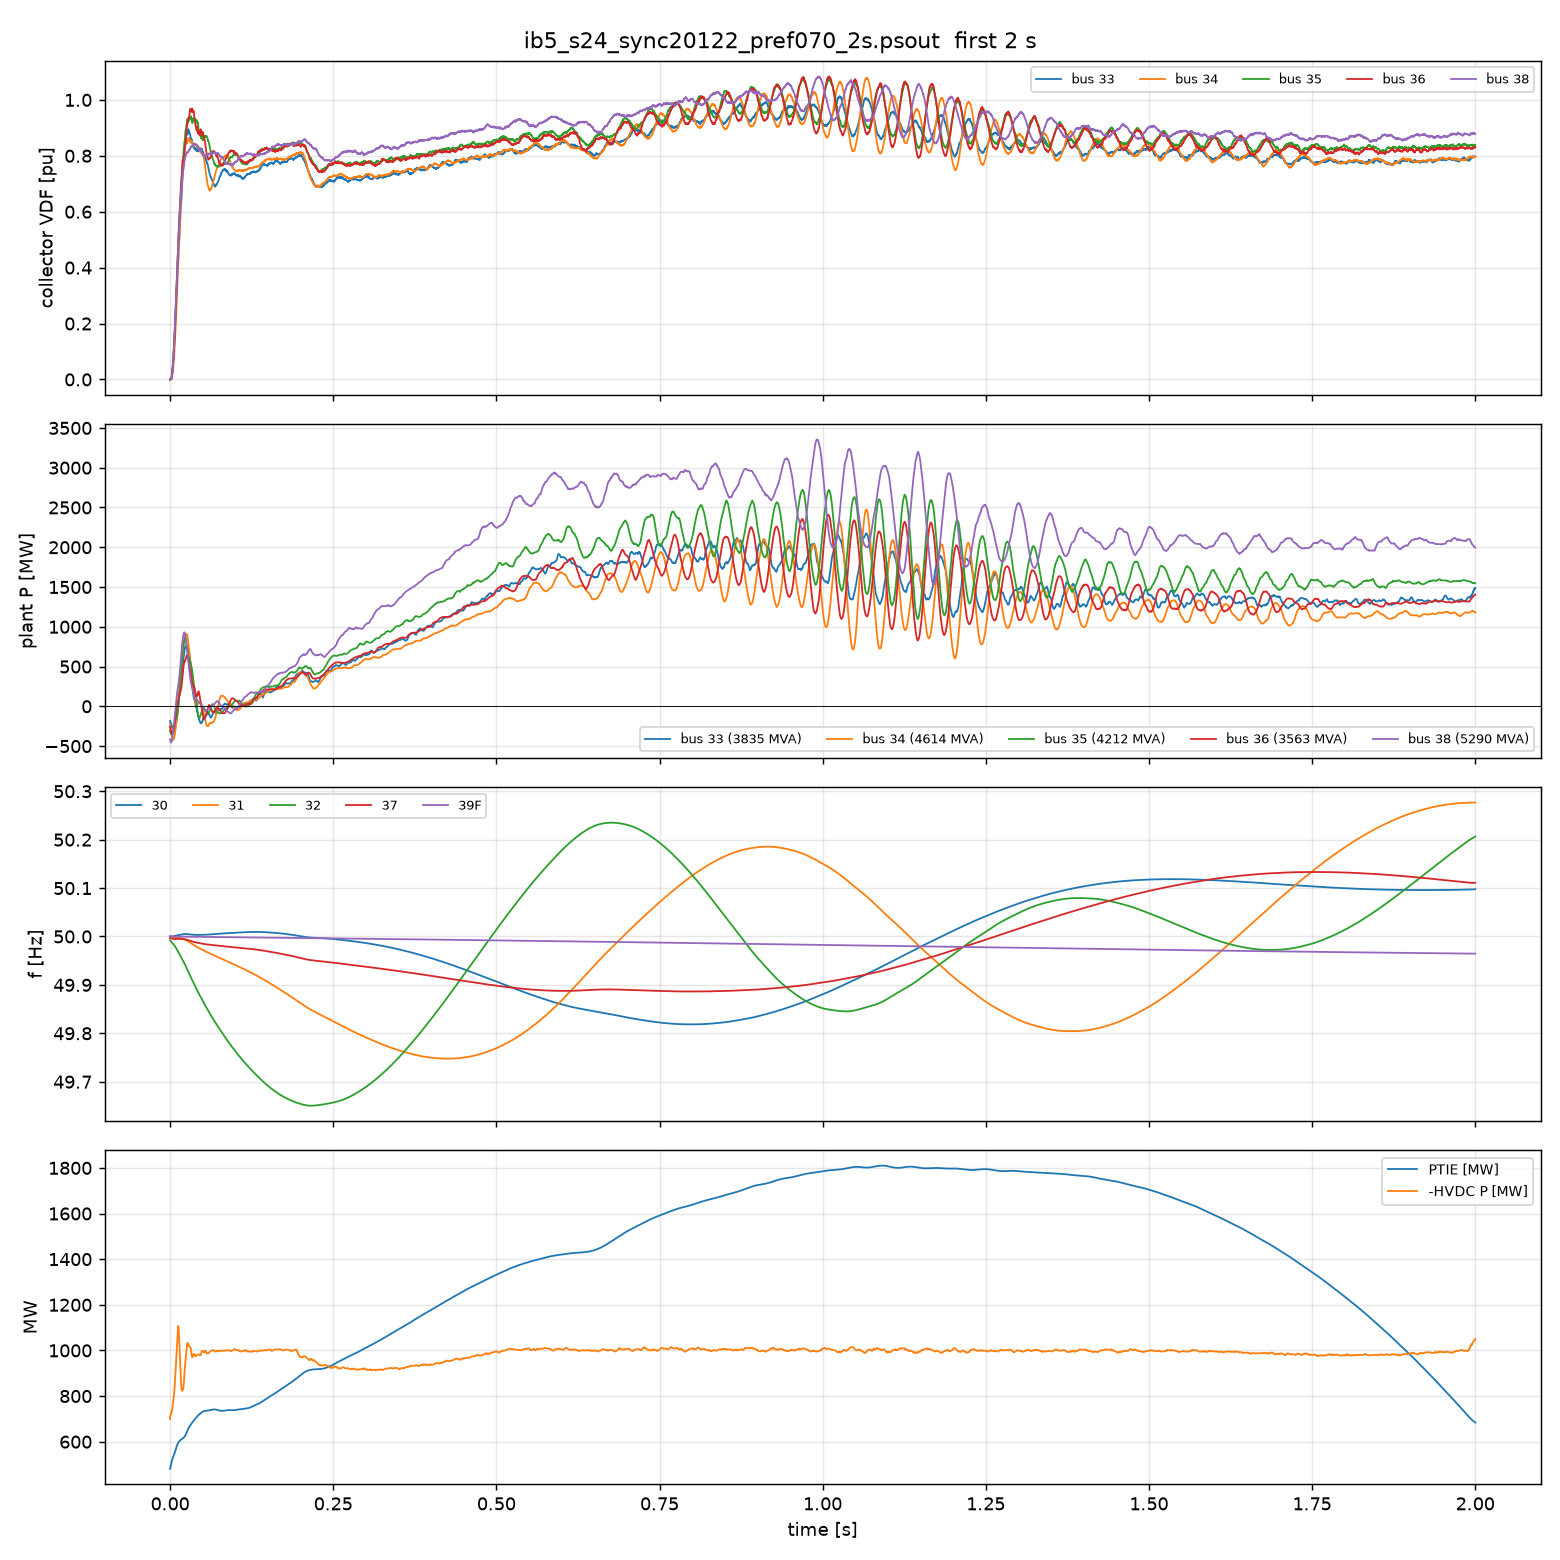 ib5_s24_sync20122_pref070_2s.psout  first 2 s
bus 33 bus 34 bus 35 bus 36 bus 38
collector VDF [pu]
1.0
0.8
0.6
0.4
0.2
0.0
plant P [MW]
3500
3000
2500
2000
1500
1000
500
0
−500
bus 33 (3835 MVA) bus 34 (4614 MVA) bus 35 (4212 MVA) bus 36 (3563 MVA) bus 38 (5290 MVA)
30 31 32 37 39F
f [Hz]
50.3
50.2
50.1
50.0
49.9
49.8
49.7
PTIE [MW]
-HVDC P [MW]
MW
1800
1600
1400
1200
1000
800
600
0.00 0.25 0.50 0.75 1.00 1.25 1.50 1.75 2.00
time [s]